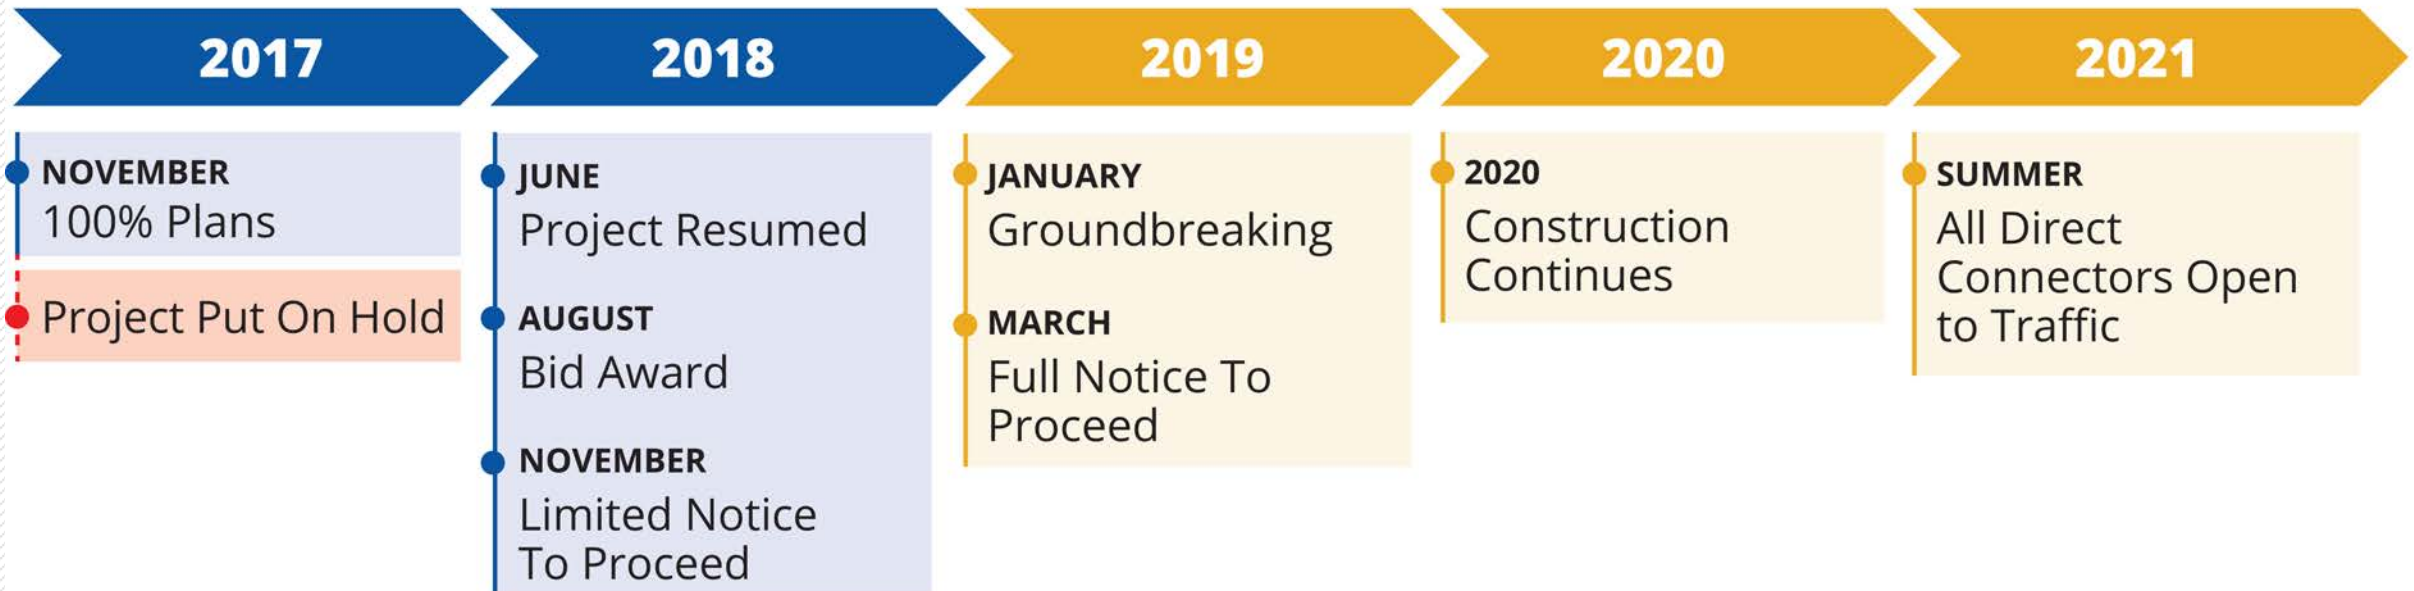 2017
2018
2019
2020
2021
NOVEMBER
100% Plans
Project Put On Hold
JUNE
Project Resumed
AUGUST
Bid Award
NOVEMBER
Limited Notice
To Proceed
JANUARY
Groundbreaking
MARCH
Full Notice To
Proceed
2020
Construction
Continues
SUMMER
All Direct
Connectors Open
to Traffic